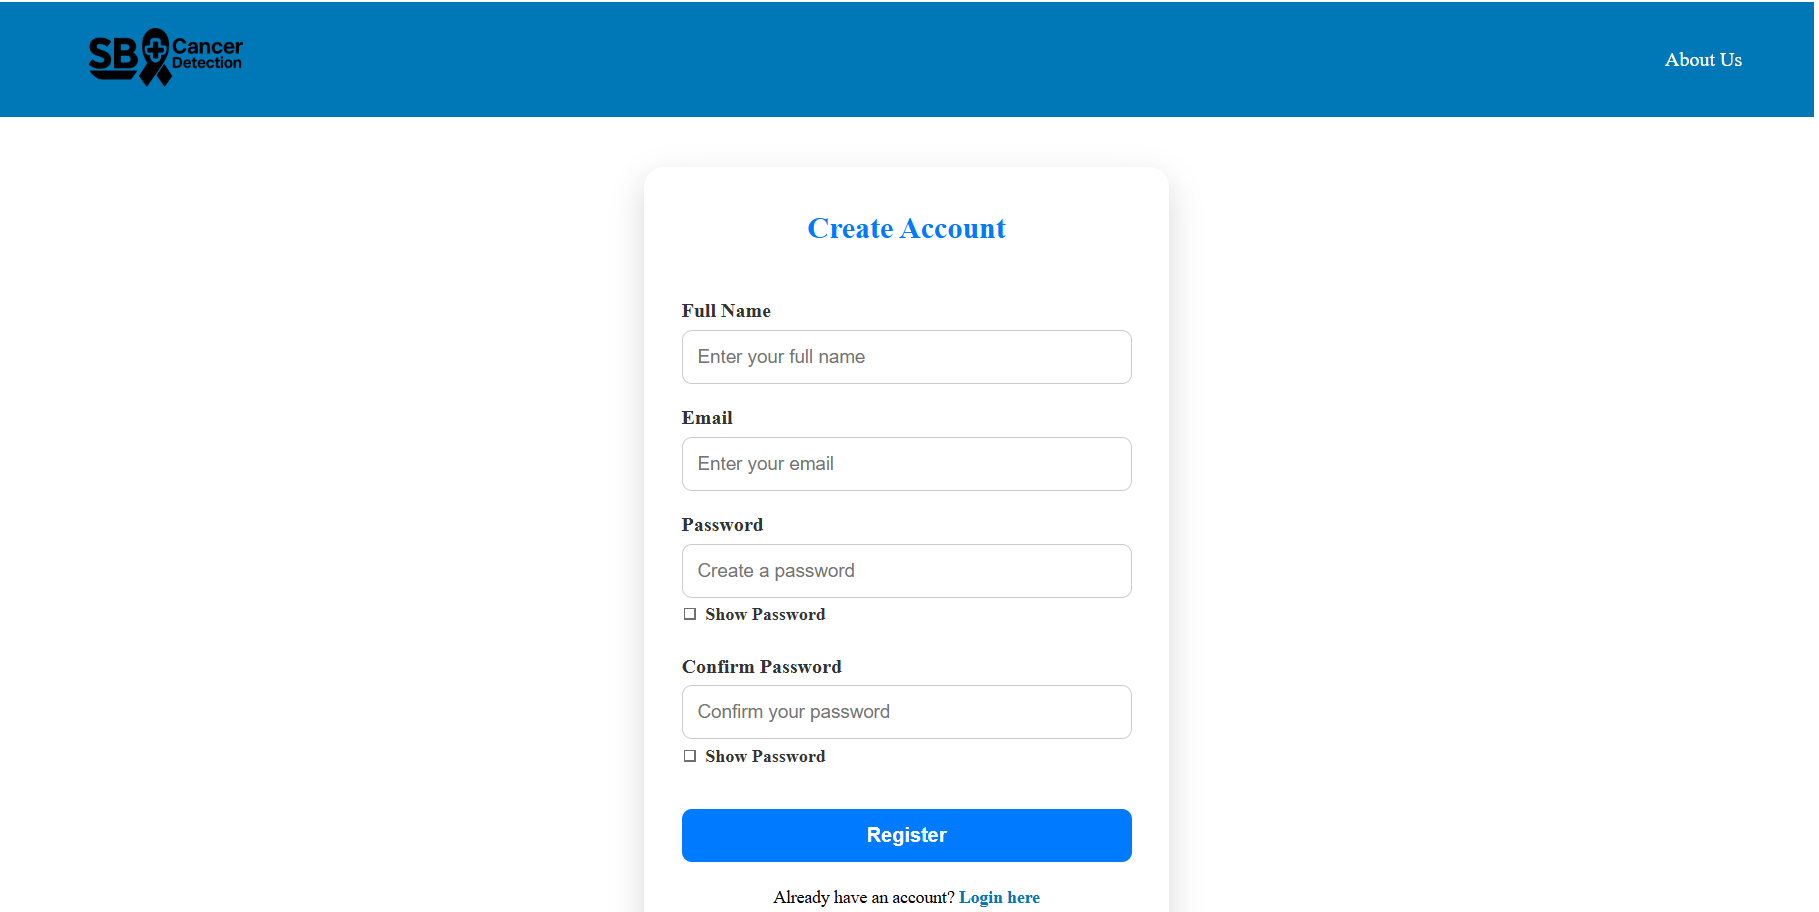 SB Cancer
Detection
About Us
Create Account
Full Name
Enter your full name
Email
Enter your email
Password
Create a password
Show Password
Confirm Password
Confirm your password
Show Password
Register
Already have an account? Login here